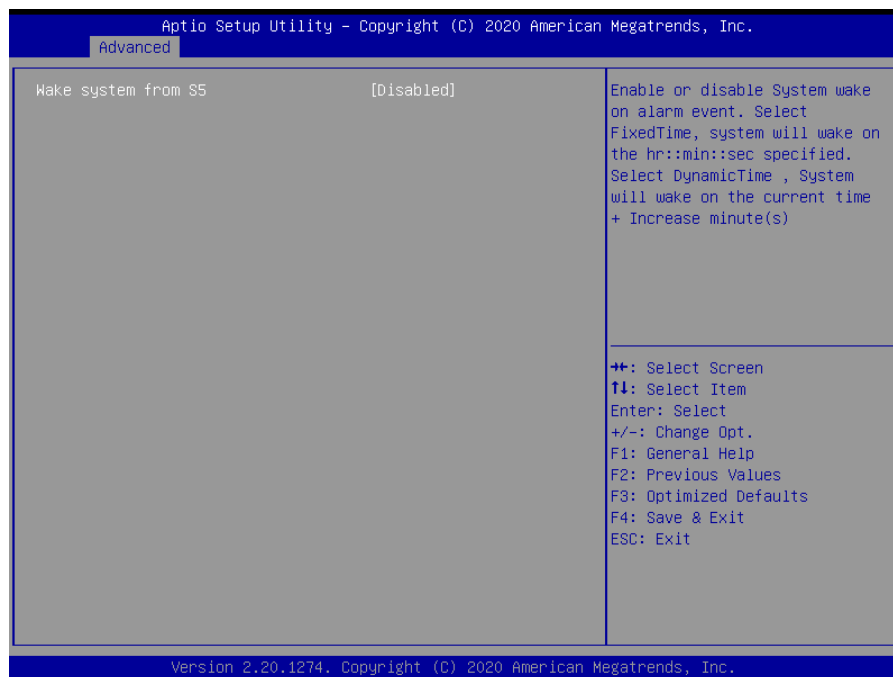 Aptio Setup Utility – Copyright (C) 2020 American Megatrends, Inc.
Advanced
Wake system from S5 [Disabled]
Enable or disable System wake
on alarm event. Select
FixedTime, system will wake on
the hr::min::sec specified.
Select DynamicTime , System
will wake on the current time
+ Increase minute(s)
→←: Select Screen
↑↓: Select Item
Enter: Select
+/-: Change Opt.
F1: General Help
F2: Previous Values
F3: Optimized Defaults
F4: Save & Exit
ESC: Exit
Version 2.20.1274. Copyright (C) 2020 American Megatrends, Inc.